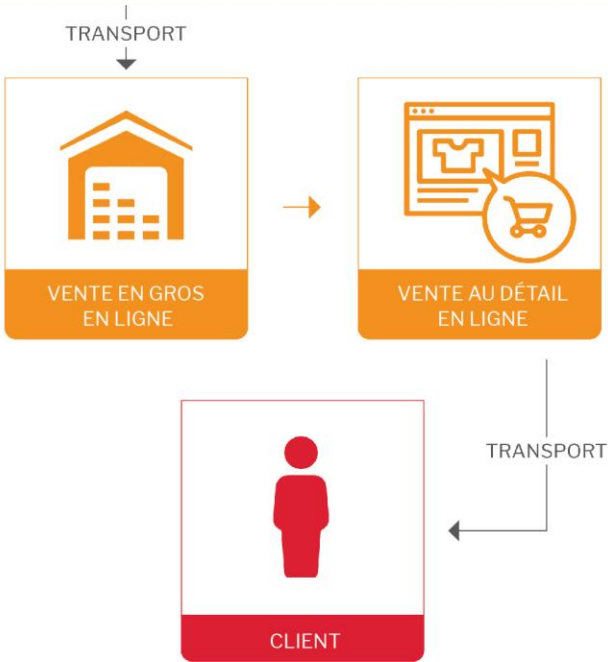 TRANSPORT
VENTE EN GROS
EN LIGNE
VENTE AU DÉTAIL
EN LIGNE
TRANSPORT
CLIENT